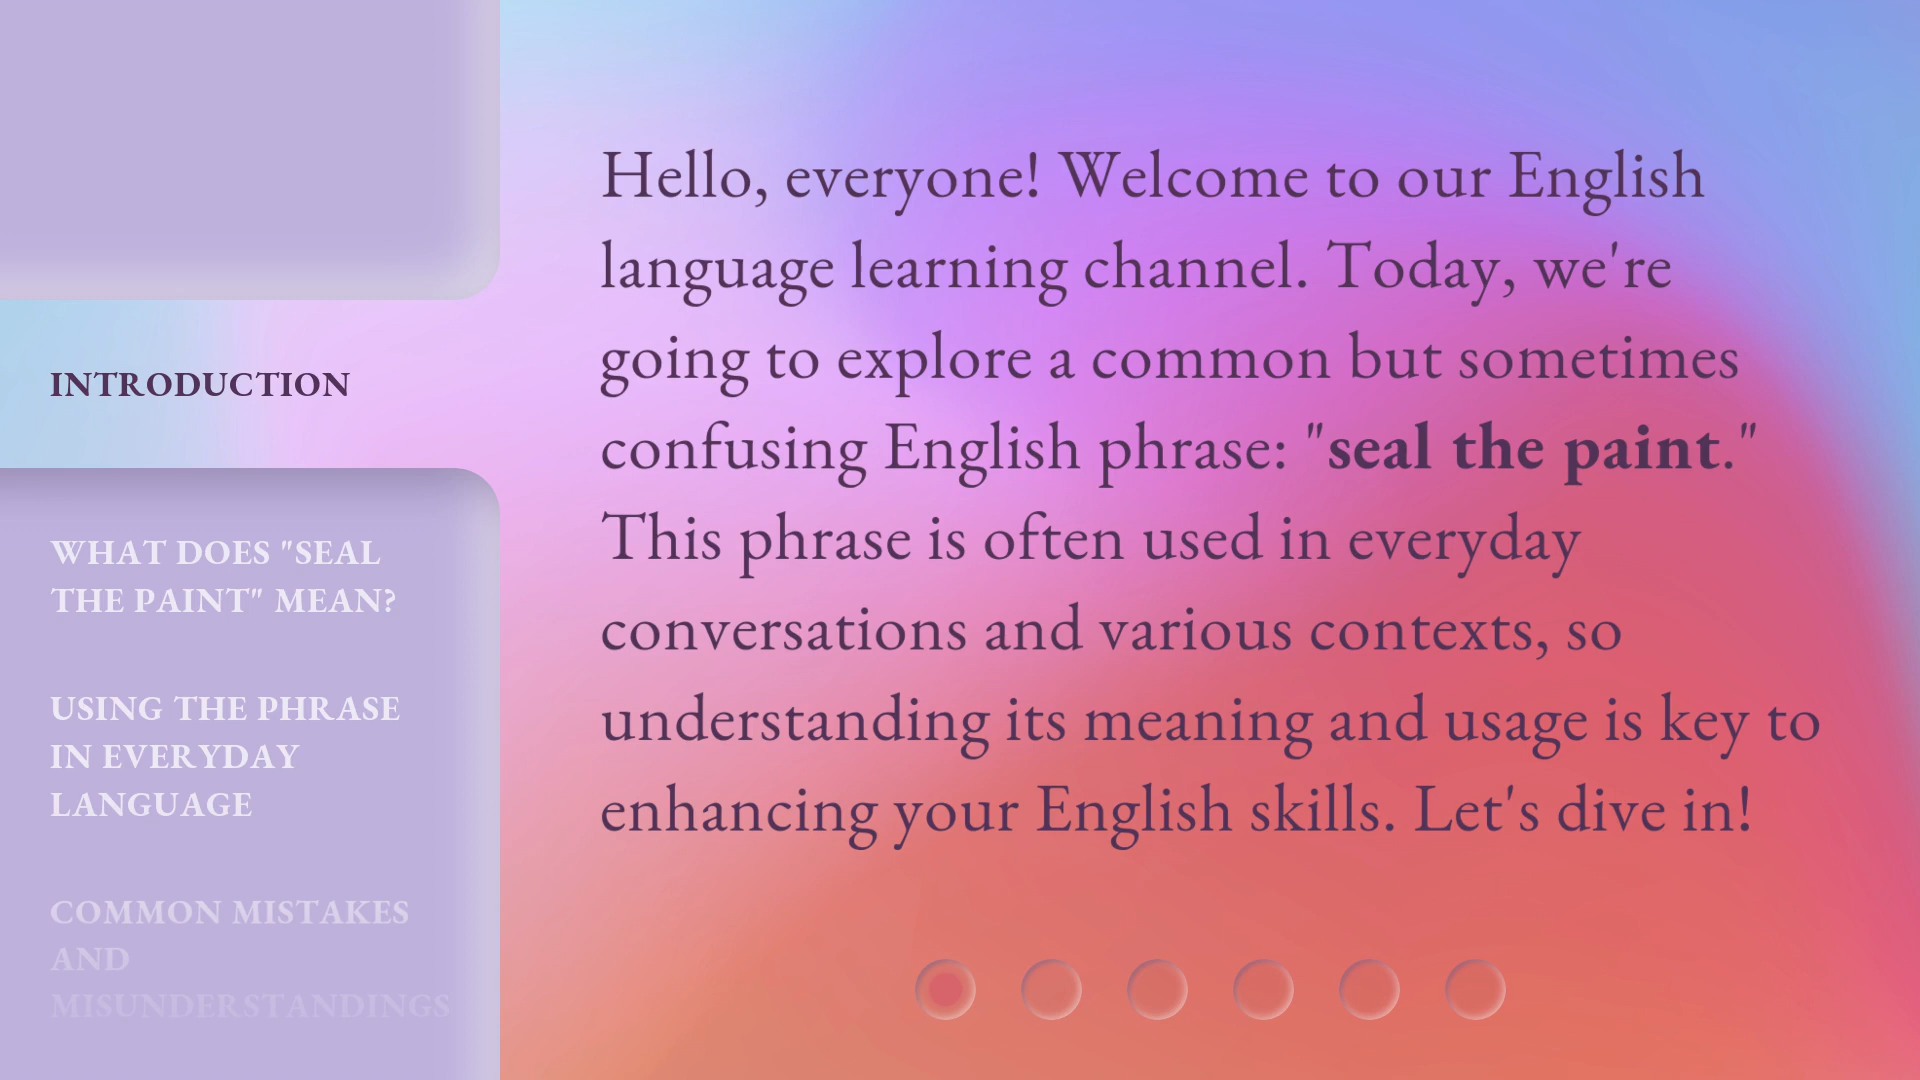 INTRODUCTION
WHAT DOES "SEAL
THE PAINT" MEAN?
USING THE PHRASE
IN EVERYDAY
LANGUAGE
COMMON MISTAKES
AND
MISUNDERSTANDINGS
Hello, everyone! Welcome to our English
language learning channel. Today, we're
going to explore a common but sometimes
confusing English phrase: "seal the paint."
This phrase is often used in everyday
conversations and various contexts, so
understanding its meaning and usage is key to
enhancing your English skills. Let's dive in!